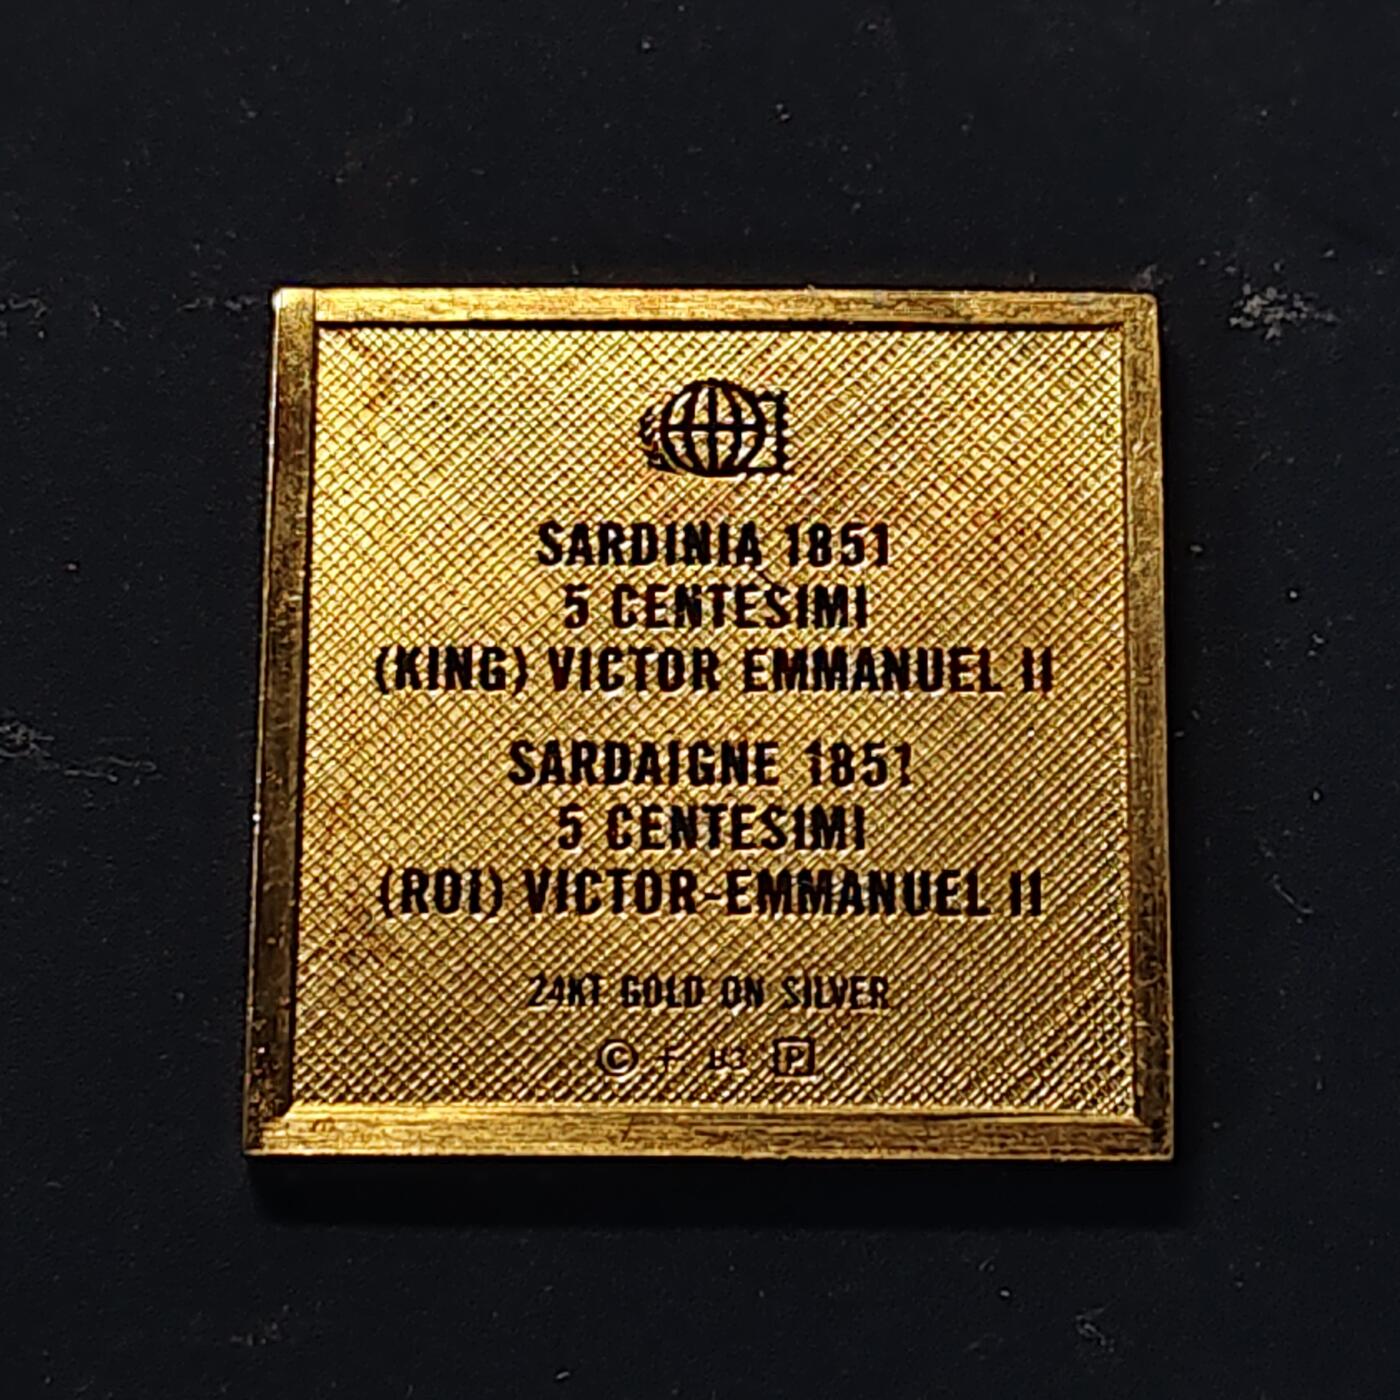 SARDINIA 1851
5 CENTESIMI
(KING) VICTOR EMMANUEL II
SARDAIGNE 1851
5 CENTESIMI
(ROI) VICTOR-EMMANUEL II
24KT GOLD ON SILVER
© F 83 P